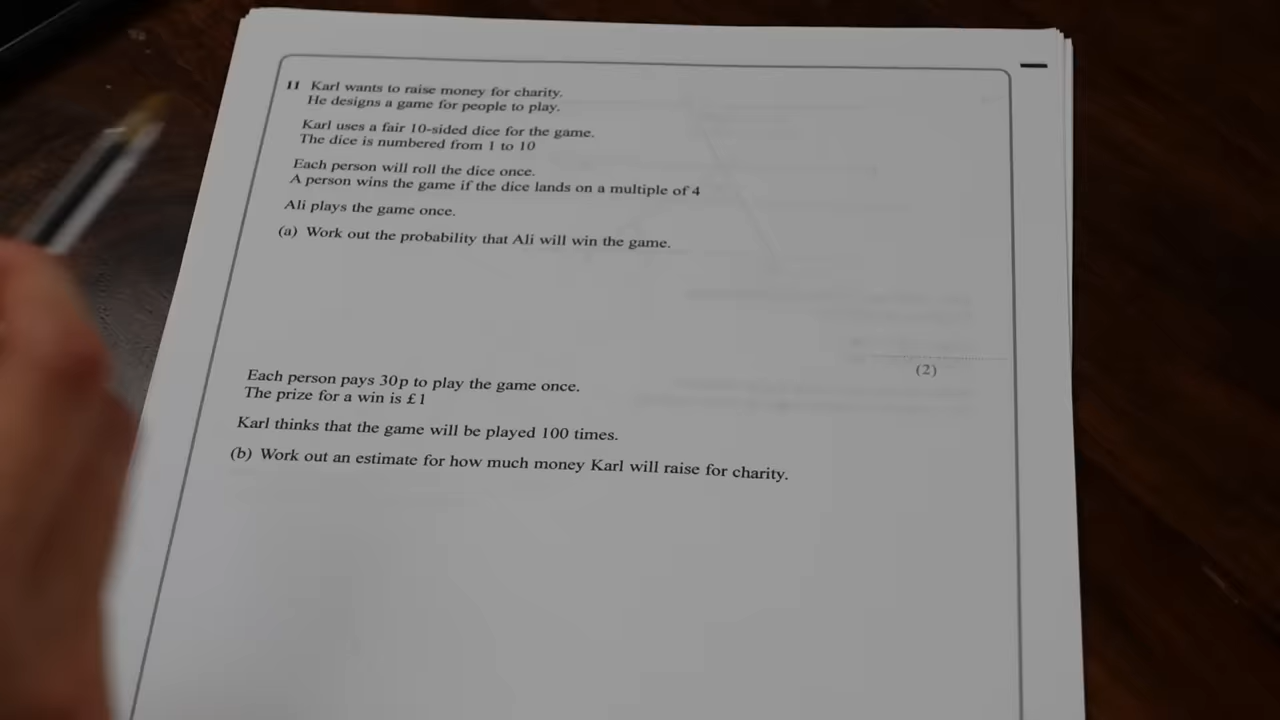 11 Karl wants to raise money for charity.
He designs a game for people to play.
Karl uses a fair 10-sided dice for the game.
The dice is numbered from 1 to 10
Each person will roll the dice once.
A person wins the game if the dice lands on a multiple of 4
Ali plays the game once.
(a) Work out the probability that Ali will win the game.
(2)
Each person pays 30p to play the game once.
The prize for a win is £1
Karl thinks that the game will be played 100 times.
(b) Work out an estimate for how much money Karl will raise for charity.